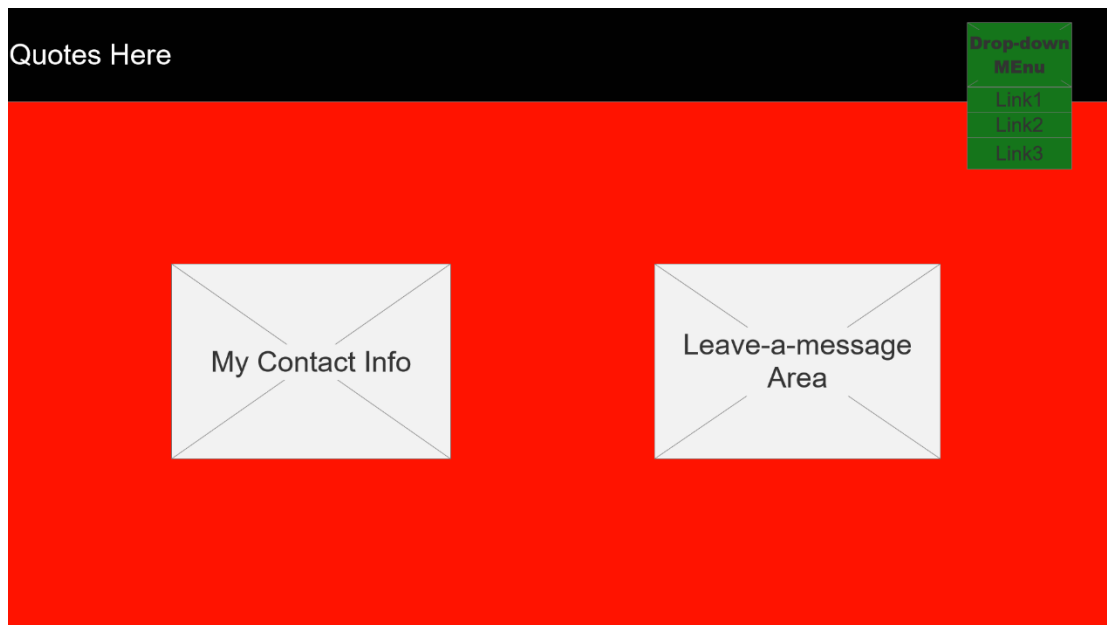 Quotes Here
Drop-down
MEnu
Link1
Link2
Link3
My Contact Info
Leave-a-message
Area